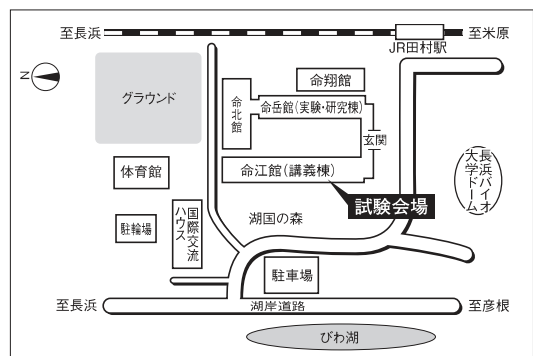 至長浜
至米原
JR田村駅
N
グラウンド
命翔館
命北館
命岳館(実験・研究棟)
玄関
体育館
命江館(講義棟)
長浜バイオ
大学ドーム
試験会場
駐輪場
国際交流
ハウス
湖国の森
駐車場
至長浜
湖岸道路
至彦根
びわ湖